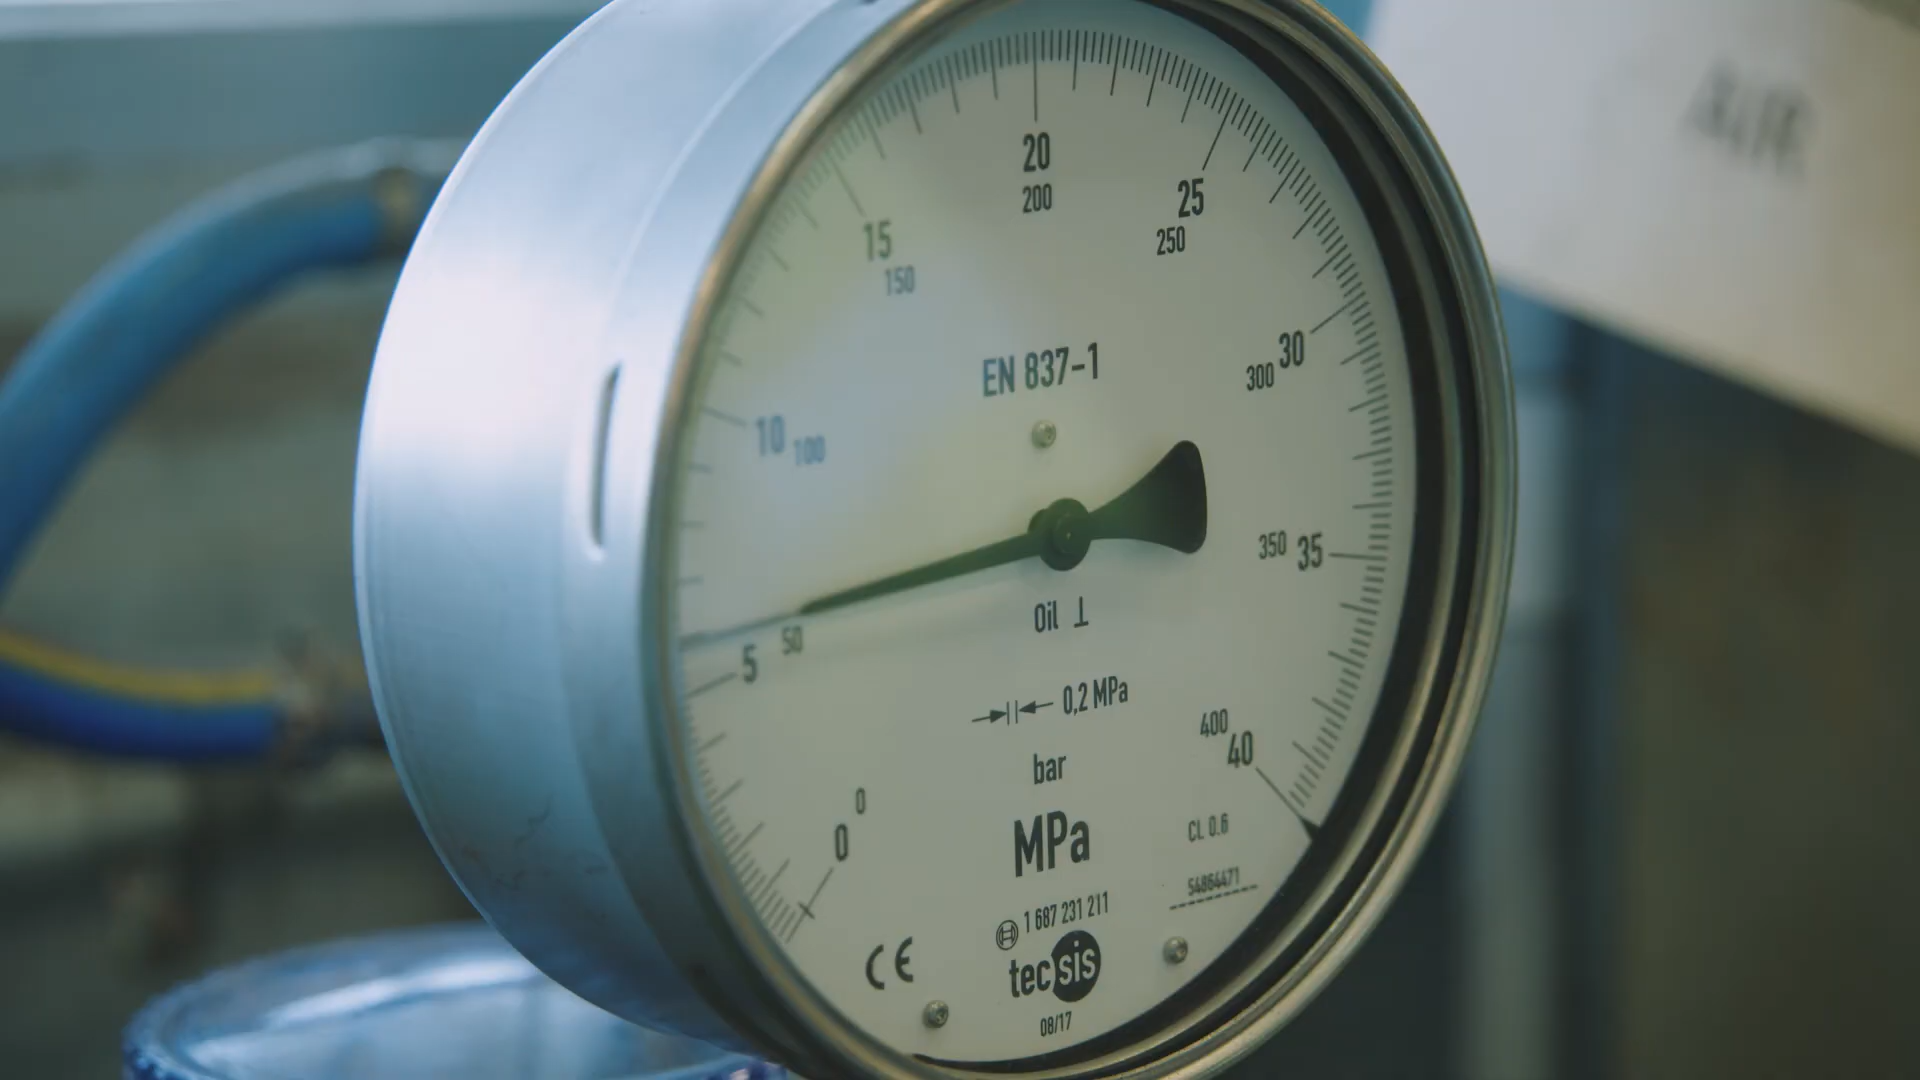 20
200
25
250
15
150
30
300
EN 837-1
10
100
350
35
Oil ⊥
50
5
0,2 MPa
400
40
bar
0
0
MPa
CL 0.6
54864471
1 687 231 211
CE
tecsis
08/17